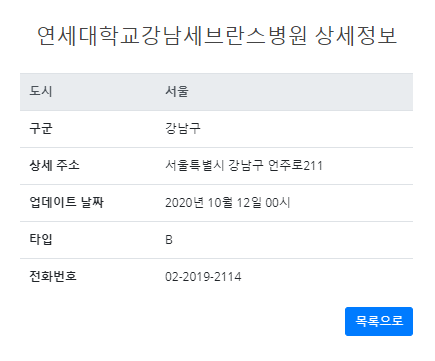 연세대학교강남세브란스병원 상세정보
도시 서울
구군 강남구
상세 주소 서울특별시 강남구 언주로211
업데이트 날짜 2020년 10월 12일 00시
타입 B
전화번호 02-2019-2114
목록으로